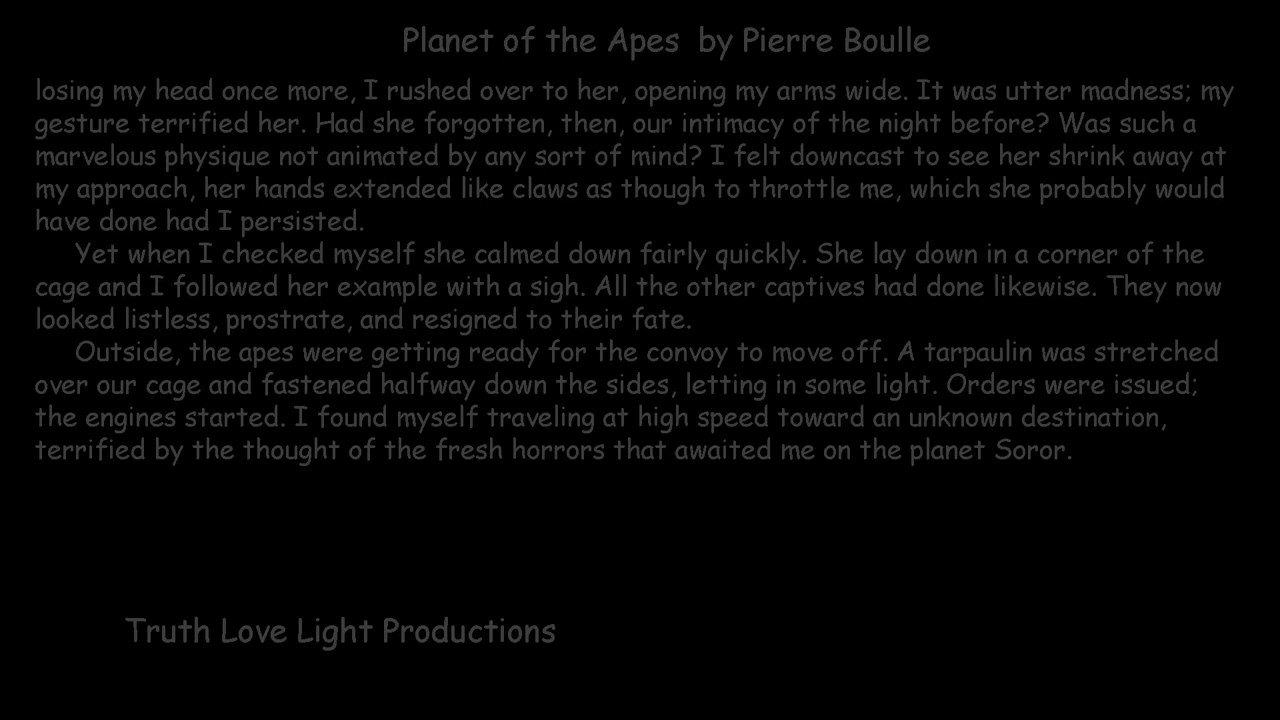 Planet of the Apes  by Pierre Boulle
losing my head once more, I rushed over to her, opening my arms wide. It was utter madness; my
gesture terrified her. Had she forgotten, then, our intimacy of the night before? Was such a
marvelous physique not animated by any sort of mind? I felt downcast to see her shrink away at
my approach, her hands extended like claws as though to throttle me, which she probably would
have done had I persisted.
Yet when I checked myself she calmed down fairly quickly. She lay down in a corner of the
cage and I followed her example with a sigh. All the other captives had done likewise. They now
looked listless, prostrate, and resigned to their fate.
Outside, the apes were getting ready for the convoy to move off. A tarpaulin was stretched
over our cage and fastened halfway down the sides, letting in some light. Orders were issued;
the engines started. I found myself traveling at high speed toward an unknown destination,
terrified by the thought of the fresh horrors that awaited me on the planet Soror.
Truth Love Light Productions